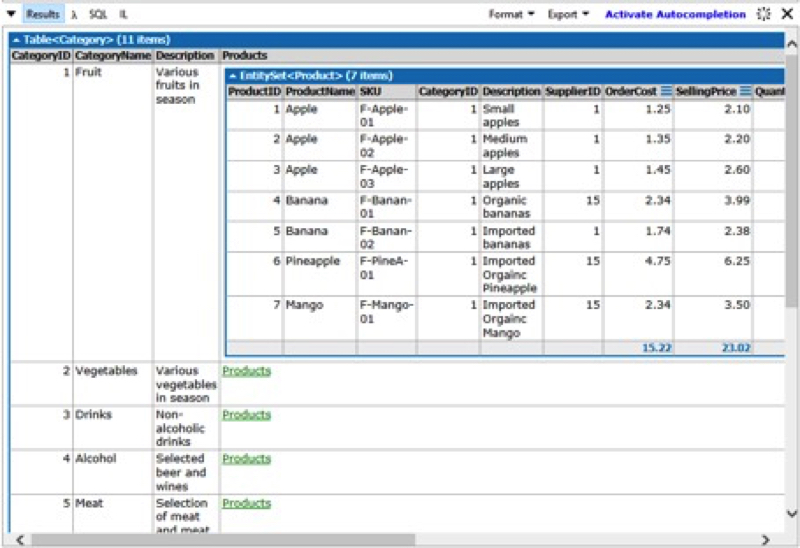 Results λ SQL IL Format Export Activate Autocompletion
Table<Category> (11 items)
CategoryID CategoryName Description Products
1 Fruit Various fruits in season
EntitySet<Product> (7 items)
ProductID ProductName SKU CategoryID Description SupplierID OrderCost SellingPrice Quant
1 Apple F-Apple-01 1 Small apples 1 1.25 2.10
2 Apple F-Apple-02 1 Medium apples 1 1.35 2.20
3 Apple F-Apple-03 1 Large apples 1 1.45 2.60
4 Banana F-Banan-01 1 Organic bananas 15 2.34 3.99
5 Banana F-Banan-02 1 Imported bananas 1 1.74 2.38
6 Pineapple F-PineA-01 1 Imported Orgainc Pineapple 15 4.75 6.25
7 Mango F-Mango-01 1 Imported Orgainc Mango 15 2.34 3.50
15.22 23.02
2 Vegetables Various vegetables in season Products
3 Drinks Non-alcoholic drinks Products
4 Alcohol Selected beer and wines Products
5 Meat Selection of meat and meat Products